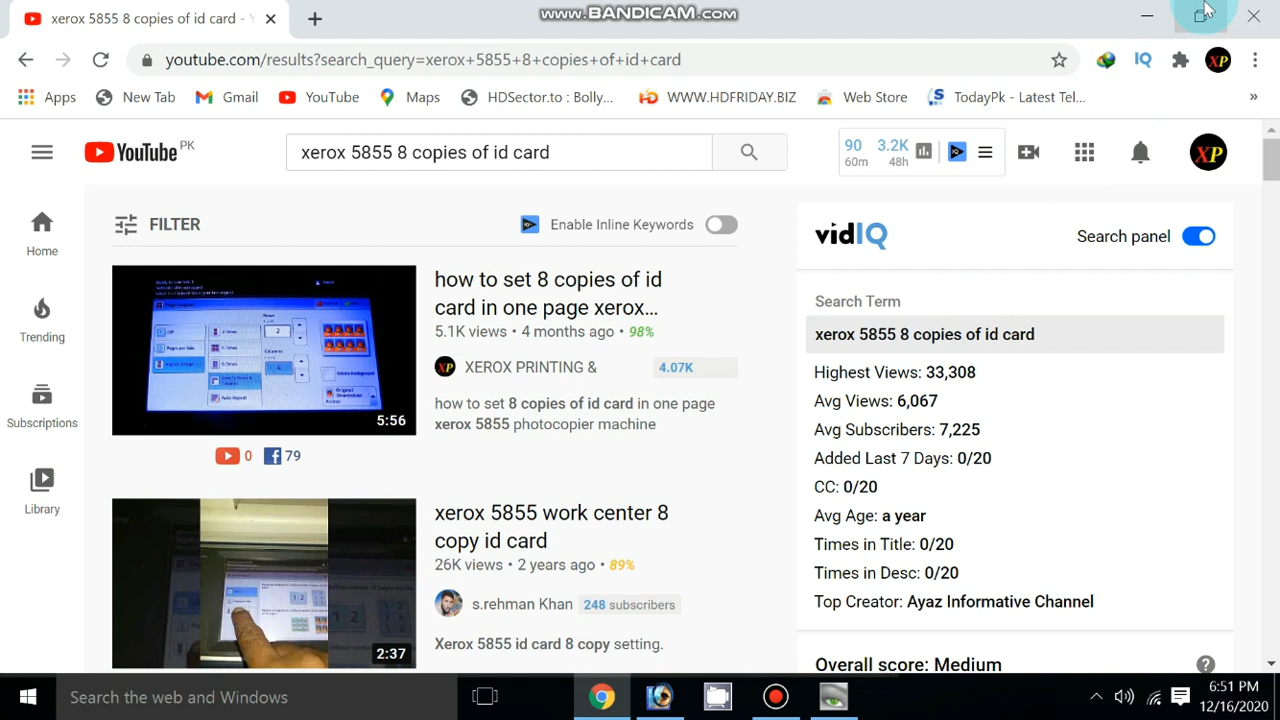 www.BANDICAM.com
xerox 5855 8 copies of id card - Y
youtube.com/results?search_query=xerox+5855+8+copies+of+id+card
IQ
XP
Apps
New Tab
Gmail
YouTube
Maps
HDSector.to : Bolly...
WWW.HDFRIDAY.BIZ
Web Store
TodayPk - Latest Tel...
»
YouTube PK
xerox 5855 8 copies of id card
90
60m
3.2K
48h
XP
Home
Trending
Subscriptions
Library
FILTER
Enable Inline Keywords
5:56
how to set 8 copies of id
card in one page xerox...
5.1K views • 4 months ago • 98%
XP XEROX PRINTING & 4.07K
how to set 8 copies of id card in one page
xerox 5855 photocopier machine
0
79
2:37
xerox 5855 work center 8
copy id card
26K views • 2 years ago • 89%
s.rehman Khan 248 subscribers
Xerox 5855 id card 8 copy setting.
vidIQ
Search panel
Search Term
xerox 5855 8 copies of id card
Highest Views: 33,308
Avg Views: 6,067
Avg Subscribers: 7,225
Added Last 7 Days: 0/20
CC: 0/20
Avg Age: a year
Times in Title: 0/20
Times in Desc: 0/20
Top Creator: Ayaz Informative Channel
Overall score: Medium
?
Search the web and Windows
6:51 PM
12/16/2020